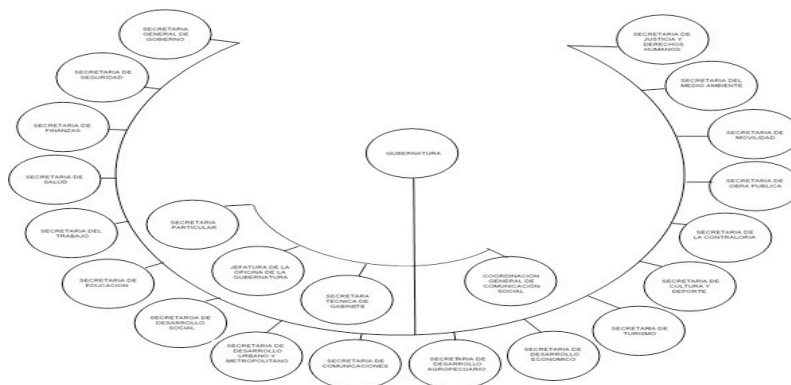 SECRETARIA
GENERAL DE
GOBIERNO
SECRETARIA DE
SEGURIDAD
SECRETARIA DE
FINANZAS
SECRETARIA DE
SALUD
SECRETARIA DEL
TRABAJO
SECRETARIA DE
EDUCACION
SECRETAROA DE
DESARROLLO
SOCIAL
SECRETARIA DE
DESARROLLO
URBANO Y
METROPOLITANO
SECRETARIA DE
COMUNICACIONES
SECRETARIA DE
DESARROLLO
AGROPECUARIO
SECRETARIA DE
DESARROLLO
ECONOMICO
SECRETARIA DE
TURISMO
SECRETARIA DE
CULTURA Y
DEPORTE
SECRETARIA DE
LA CONTRALORIA
SECRETARIA DE
OBRA PUBLICA
SECRETARIA DE
MOVILIDAD
SECRETARIA DEL
MEDIO AMBIENTE
SECRETARIA DE
JUSTICIA Y
DERECHOS
HUMANOS
GUBERNATURA
SECRETARIA
PARTICULAR
JEFATURA DE LA
OFICINA DE LA
GUBERNATURA
SECRETARA
TECNICA DE
GABINETE
COORDINACION
GENERAL DE
COMUNICACIÓN
SOCIAL